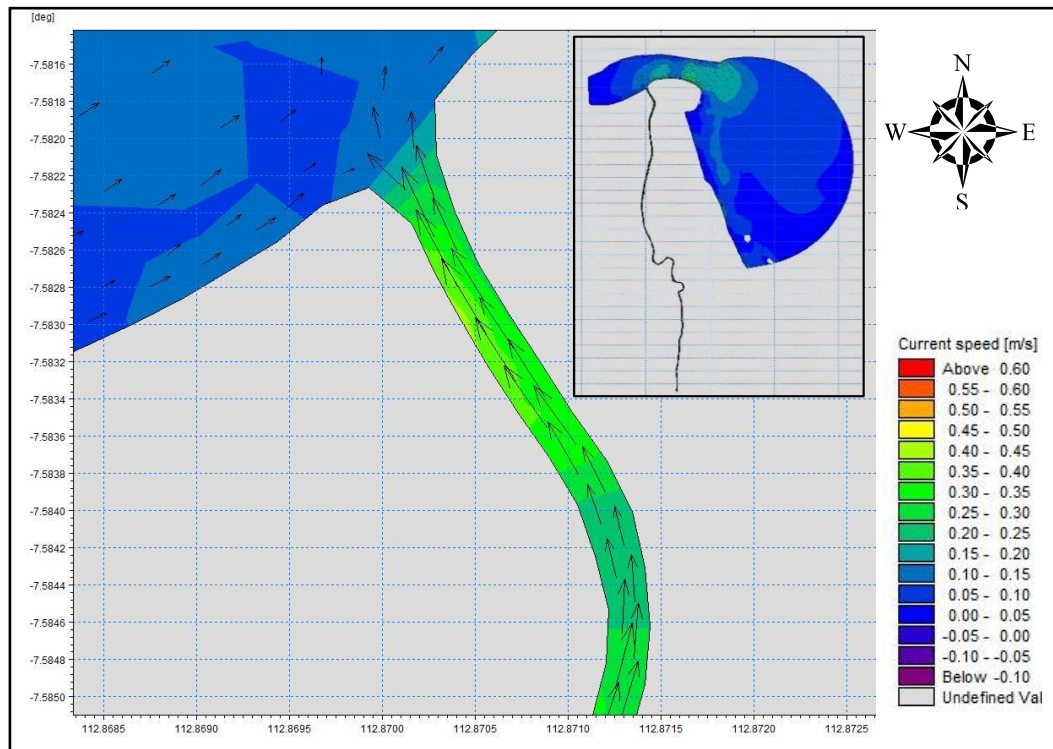 [deg]
-7.5816
-7.5818
-7.5820
-7.5822
-7.5824
-7.5826
-7.5828
-7.5830
-7.5832
-7.5834
-7.5836
-7.5838
-7.5840
-7.5842
-7.5844
-7.5846
-7.5848
-7.5850
112.8685 112.8690 112.8695 112.8700 112.8705 112.8710 112.8715 112.8720 112.8725
N
W E
S
Current speed [m/s]
Above 0.60
0.55 - 0.60
0.50 - 0.55
0.45 - 0.50
0.40 - 0.45
0.35 - 0.40
0.30 - 0.35
0.25 - 0.30
0.20 - 0.25
0.15 - 0.20
0.10 - 0.15
0.05 - 0.10
0.00 - 0.05
-0.05 - 0.00
-0.10 - -0.05
Below -0.10
Undefined Val